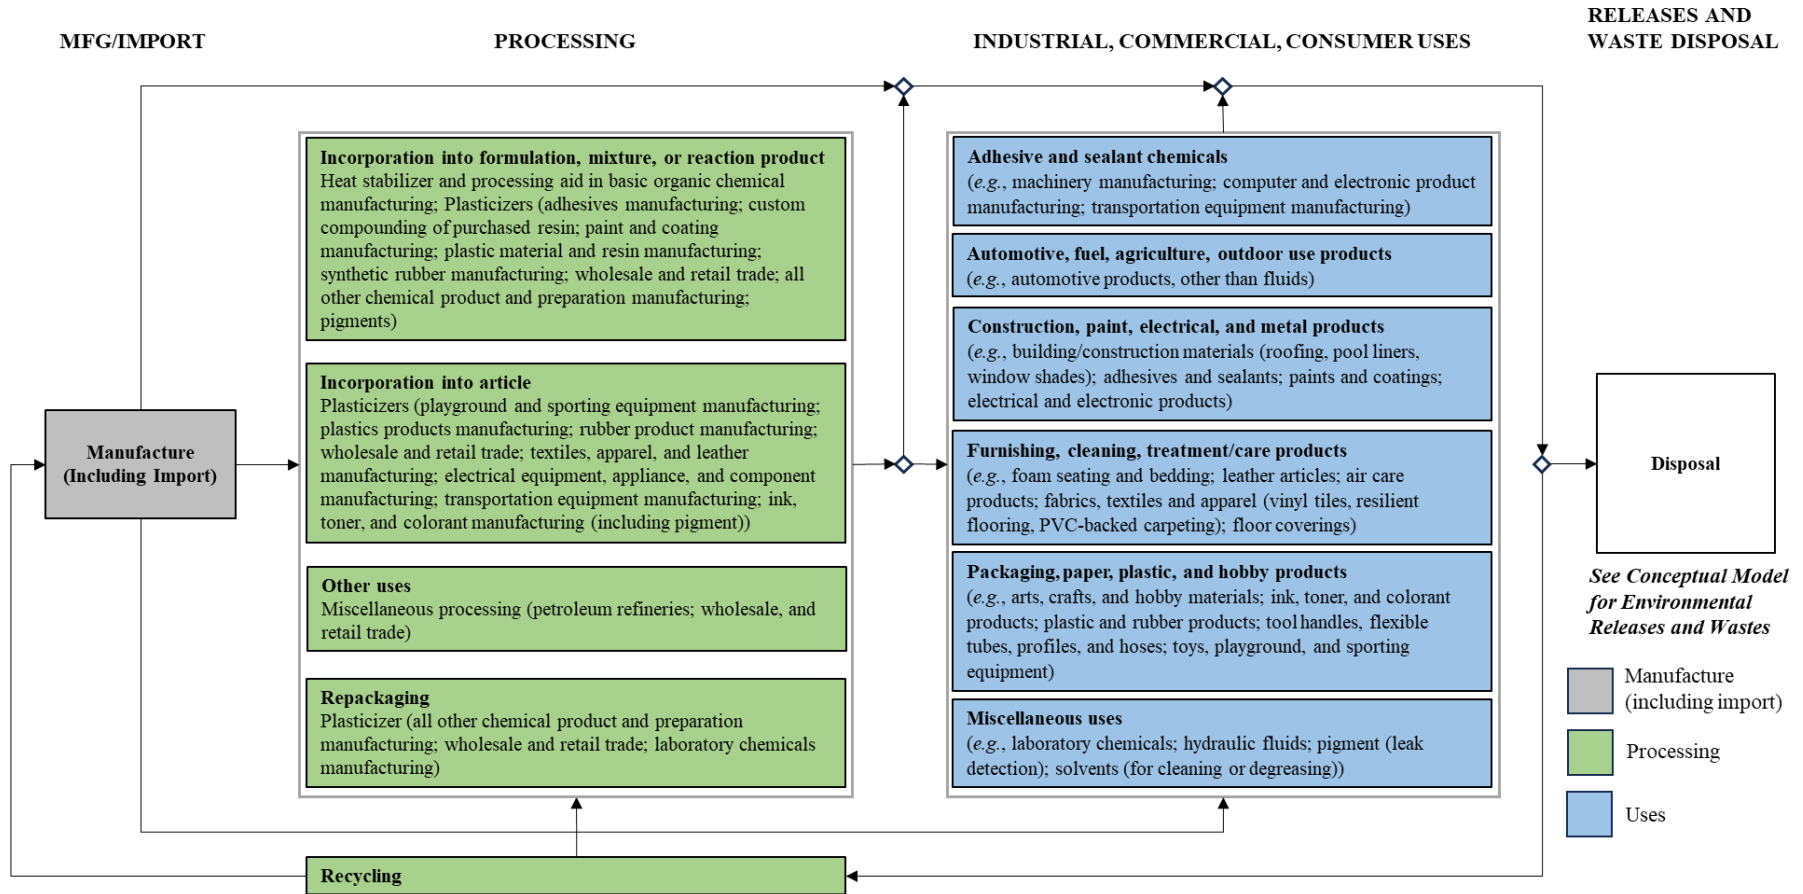 MFG/IMPORT
PROCESSING
INDUSTRIAL, COMMERCIAL, CONSUMER USES
RELEASES AND
WASTE DISPOSAL
Manufacture
(Including Import)
Incorporation into formulation, mixture, or reaction product
Heat stabilizer and processing aid in basic organic chemical
manufacturing; Plasticizers (adhesives manufacturing; custom
compounding of purchased resin; paint and coating
manufacturing; plastic material and resin manufacturing;
synthetic rubber manufacturing; wholesale and retail trade; all
other chemical product and preparation manufacturing;
pigments)
Incorporation into article
Plasticizers (playground and sporting equipment manufacturing;
plastics products manufacturing; rubber product manufacturing;
wholesale and retail trade; textiles, apparel, and leather
manufacturing; electrical equipment, appliance, and component
manufacturing; transportation equipment manufacturing; ink,
toner, and colorant manufacturing (including pigment))
Other uses
Miscellaneous processing (petroleum refineries; wholesale, and
retail trade)
Repackaging
Plasticizer (all other chemical product and preparation
manufacturing; wholesale and retail trade; laboratory chemicals
manufacturing)
Recycling
Adhesive and sealant chemicals
(e.g., machinery manufacturing; computer and electronic product
manufacturing; transportation equipment manufacturing)
Automotive, fuel, agriculture, outdoor use products
(e.g., automotive products, other than fluids)
Construction, paint, electrical, and metal products
(e.g., building/construction materials (roofing, pool liners,
window shades); adhesives and sealants; paints and coatings;
electrical and electronic products)
Furnishing, cleaning, treatment/care products
(e.g., foam seating and bedding; leather articles; air care
products; fabrics, textiles and apparel (vinyl tiles, resilient
flooring, PVC-backed carpeting); floor coverings)
Packaging, paper, plastic, and hobby products
(e.g., arts, crafts, and hobby materials; ink, toner, and colorant
products; plastic and rubber products; tool handles, flexible
tubes, profiles, and hoses; toys, playground, and sporting
equipment)
Miscellaneous uses
(e.g., laboratory chemicals; hydraulic fluids; pigment (leak
detection); solvents (for cleaning or degreasing))
Disposal
See Conceptual Model
for Environmental
Releases and Wastes
Manufacture
(including import)
Processing
Uses